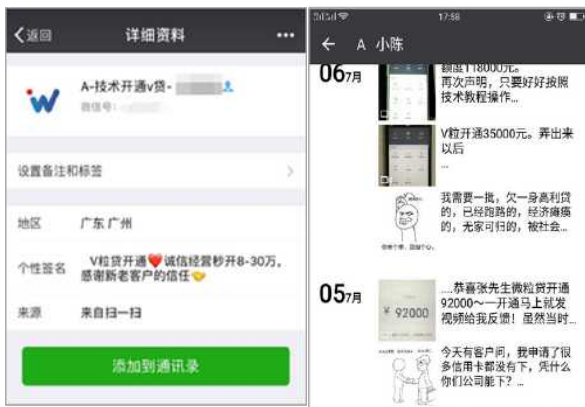 返回
详细资料
A-技术开通v贷-
微信号:
设置备注和标签
地区
广东 广州
个性签名
V粒贷开通❤️诚信经营秒开8-30万。
感谢新老客户的信任🤝
来源
来自扫一扫
添加到通讯录
17:58
A 小陈
067月
额度118000元。
再次声明,只要好好按照
技术教程操作...
V粒开通35000元。弄出来
以后
...
我需要一批,欠一身高利贷
的,已经跑路的,经济瘫痪
的,无家可归的,被社会...
057月
¥ 92000
....恭喜张先生微粒贷开通
92000~一开通马上就发
视频给我反馈!虽然当时...
今天有客户问,我申请了很
多信用卡都没有下,凭什么
你们公司能下?...